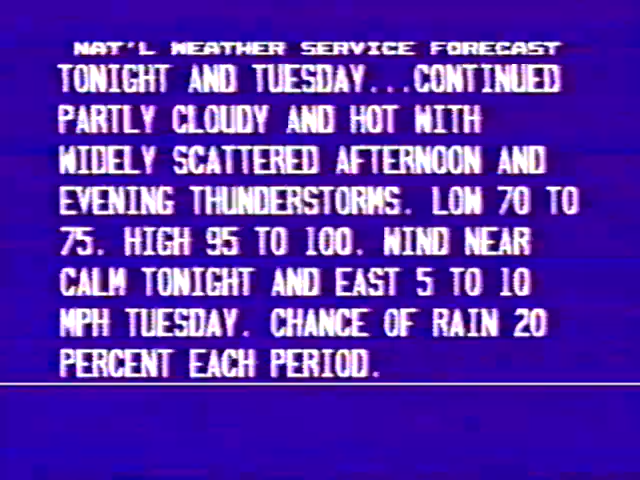 NAT'L WEATHER SERVICE FORECAST
TONIGHT AND TUESDAY...CONTINUED
PARTLY CLOUDY AND HOT WITH
WIDELY SCATTERED AFTERNOON AND
EVENING THUNDERSTORMS. LOW 70 TO
75. HIGH 95 TO 100. WIND NEAR
CALM TONIGHT AND EAST 5 TO 10
MPH TUESDAY. CHANCE OF RAIN 20
PERCENT EACH PERIOD.